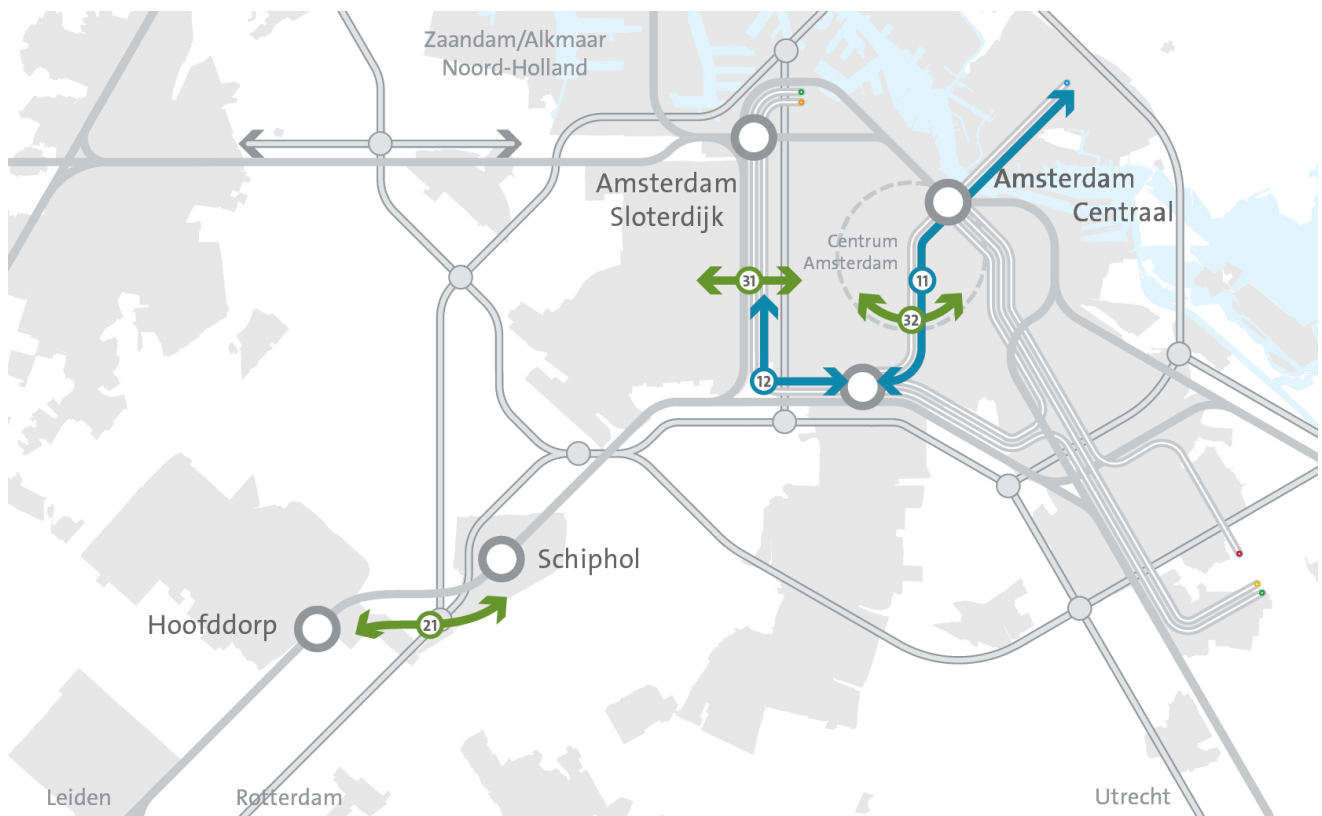 Zaandam/Alkmaar
Noord-Holland
Amsterdam
Sloterdijk
Amsterdam
Centraal
Centrum
Amsterdam
31
11
32
12
Schiphol
Hoofddorp
21
Leiden
Rotterdam
Utrecht